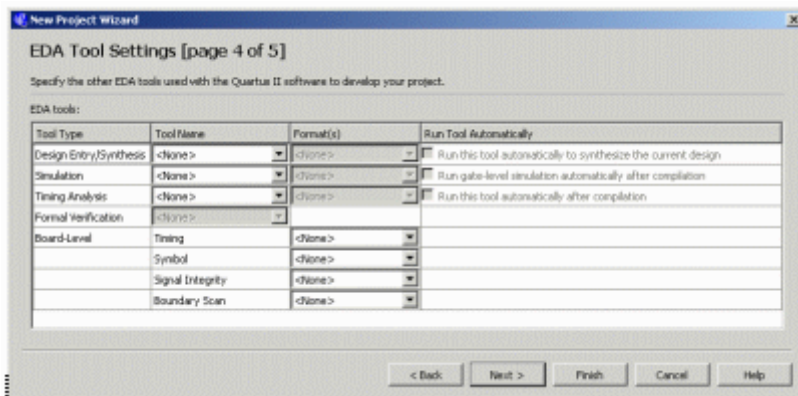 New Project Wizard
EDA Tool Settings [page 4 of 5]
Specify the other EDA tools used with the Quartus II software to develop your project.
EDA tools:
Tool Type Tool Name Format(s) Run Tool Automatically
Design Entry/Synthesis <None> <None> Run this tool automatically to synthesize the current design
Simulation <None> <None> Run gate-level simulation automatically after compilation
Timing Analysis <None> <None> Run this tool automatically after compilation
Formal Verification <None>
Board-Level Timing <None>
Symbol <None>
Signal Integrity <None>
Boundary Scan <None>
< Back Next > Finish Cancel Help